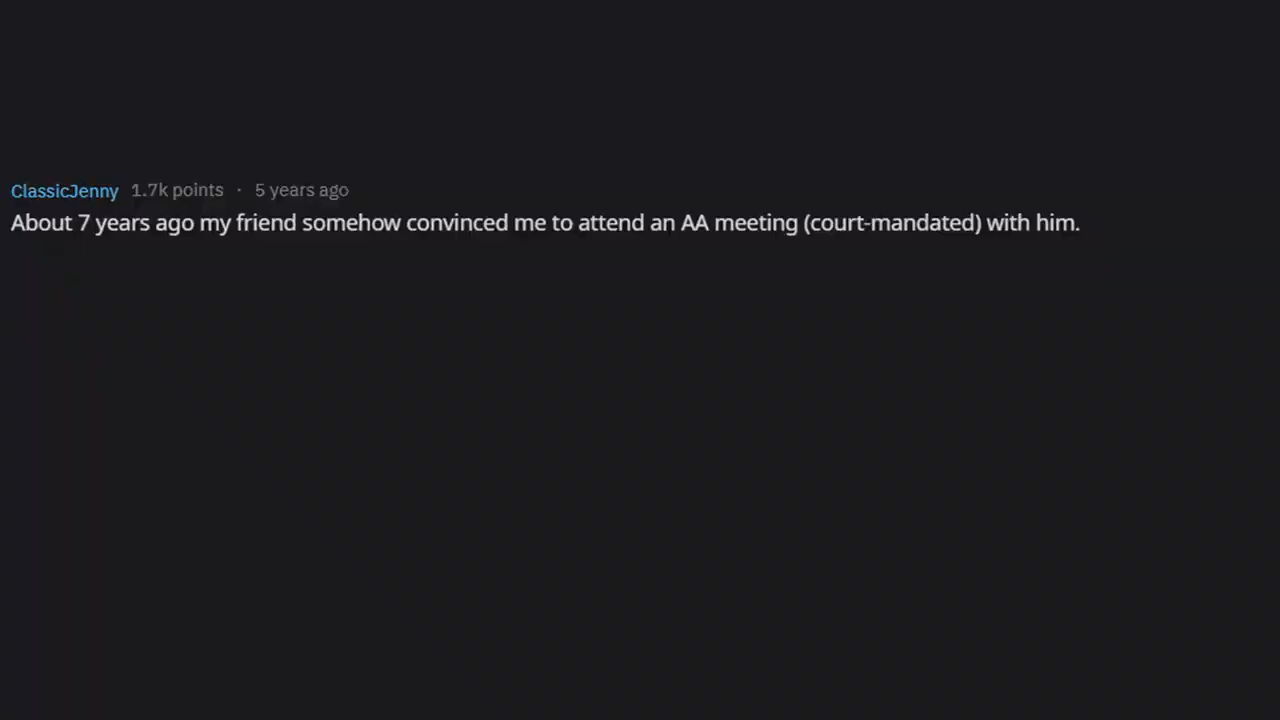 ClassicJenny 1.7k points · 5 years ago
About 7 years ago my friend somehow convinced me to attend an AA meeting (court-mandated) with him.